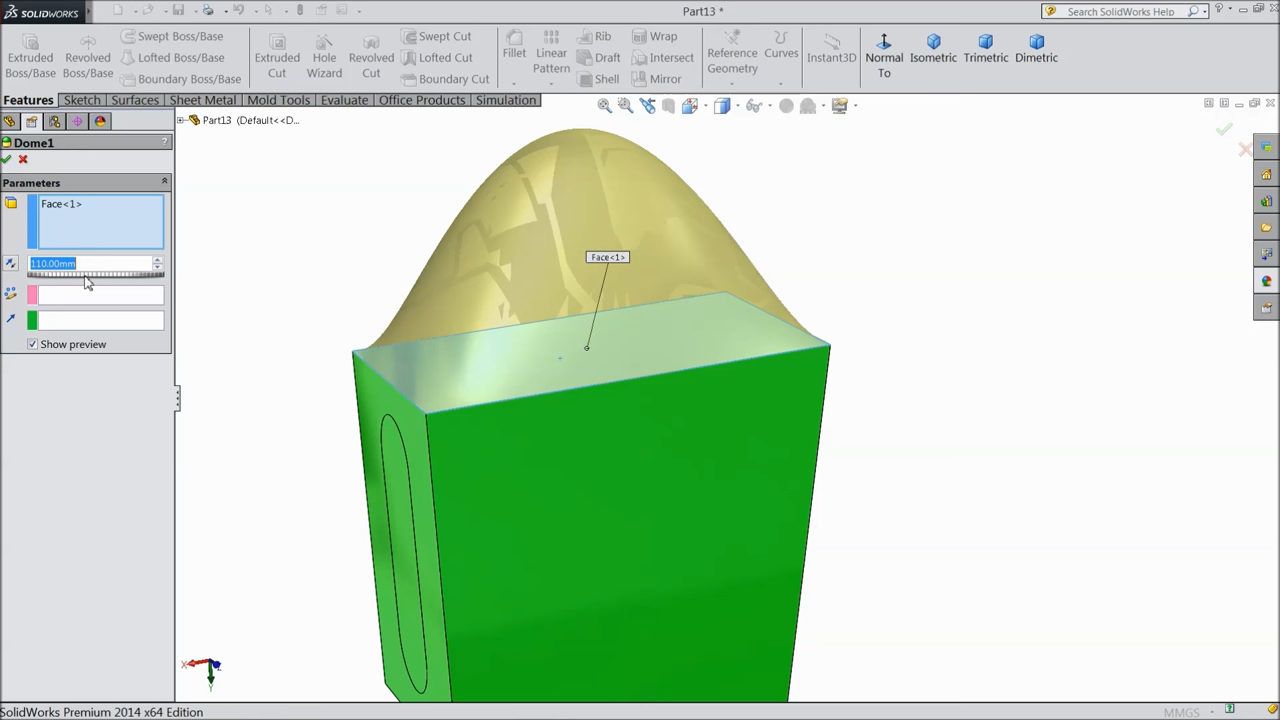 SOLIDWORKS
Part13 *
Search SolidWorks Help
Extruded Boss/Base
Revolved Boss/Base
Swept Boss/Base
Lofted Boss/Base
Boundary Boss/Base
Extruded Cut
Hole Wizard
Revolved Cut
Swept Cut
Lofted Cut
Boundary Cut
Fillet
Linear Pattern
Rib
Draft
Shell
Wrap
Intersect
Mirror
Reference Geometry
Curves
Instant3D
Normal To
Isometric
Trimetric
Dimetric
Features Sketch Surfaces Sheet Metal Mold Tools Evaluate Office Products Simulation
Part13 (Default<<D...
Dome1
?
Parameters
Face<1>
110.00mm
Show preview
Face<1>
X
Y
SolidWorks Premium 2014 x64 Edition
MMGS